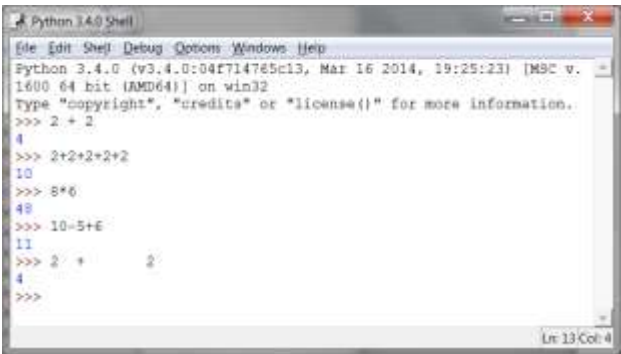 Python 3.4.0 Shell
File Edit Shell Debug Options Windows Help
Python 3.4.0 (v3.4.0:04f714765c13, Mar 16 2014, 19:25:23) [MSC v.
1600 64 bit (AMD64)] on win32
Type "copyright", "credits" or "license()" for more information.
>>> 2 + 2
4
>>> 2+2+2+2+2
10
>>> 8*6
48
>>> 10-5+6
11
>>> 2  +       2
4
>>>
Ln: 13 Col: 4